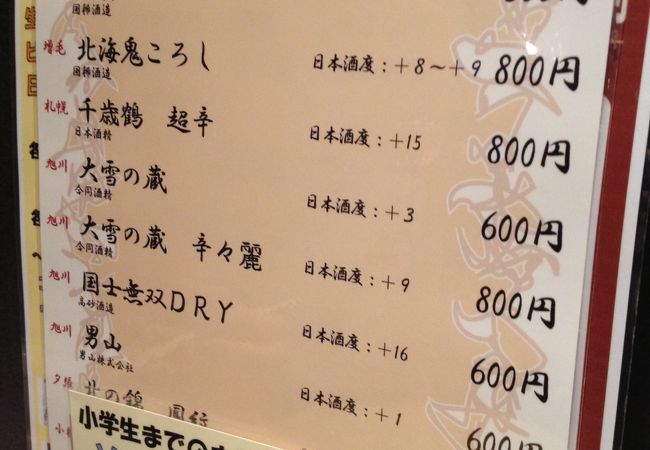 国稀酒造
増毛 北海鬼ころし 日本酒度:+8〜+9 800円
国稀酒造
札幌 千歳鶴 超辛 日本酒度:+15 800円
日本酒精
旭川 大雪の蔵 日本酒度:+3 600円
合同酒精
旭川 大雪の蔵 辛々麗 日本酒度:+9 800円
合同酒精
旭川 国士無双DRY 日本酒度:+16 600円
高砂酒造
旭川 男山 日本酒度:+1 600円
男山株式会社
北の錦
小学生まで